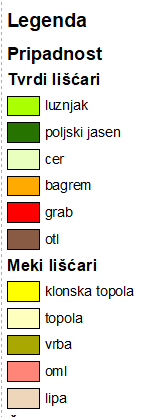 Legenda
Pripadnost
Tvrdi lišćari
luznjak
poljski jasen
cer
bagrem
grab
otl
Meki lišćari
klonska topola
topola
vrba
oml
lipa